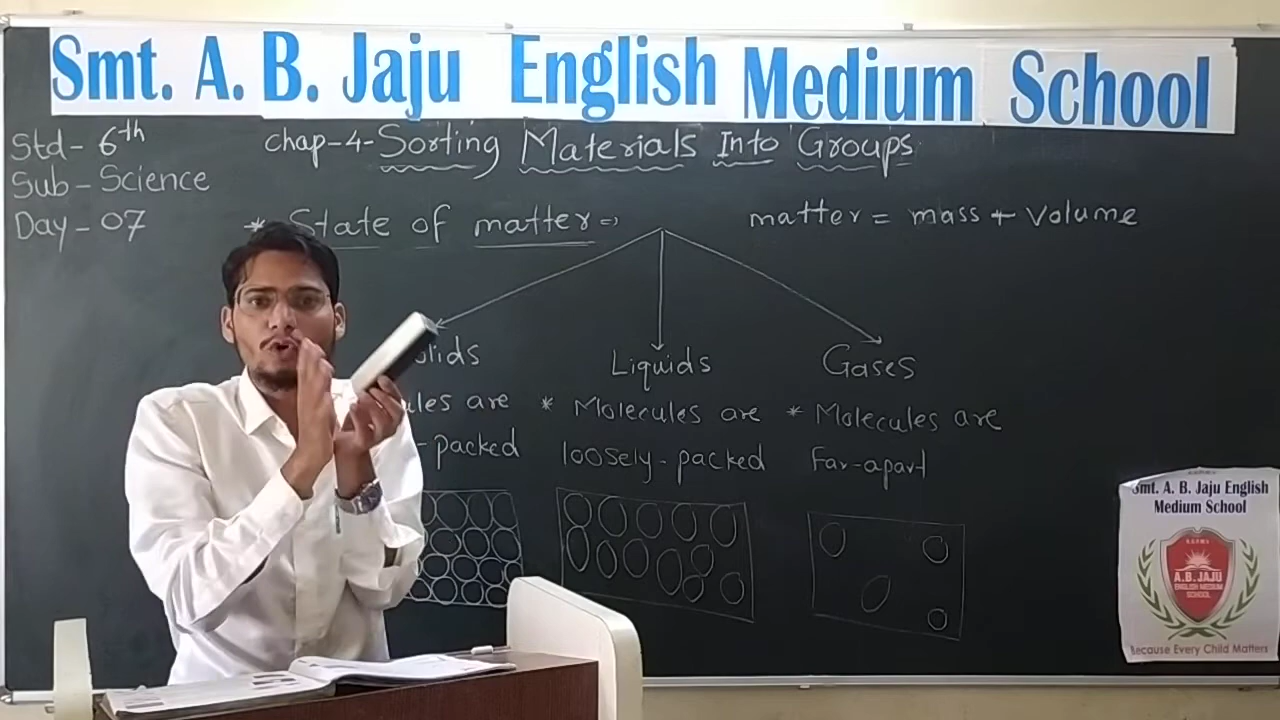 Smt. A. B. Jaju English Medium School
Std- 6th
Sub - Science
Day - 07
chap-4-Sorting Materials Into Groups
* State of matter =>
matter = mass + Volume
Liquids
* Molecules are
loosely-packed
Gases
* Molecules are
Far-apart
are
-packed
Smt. A. B. Jaju English
Medium School
A.B. JAJU
ENGLISH MEDIUM
SCHOOL
Because Every Child Matters